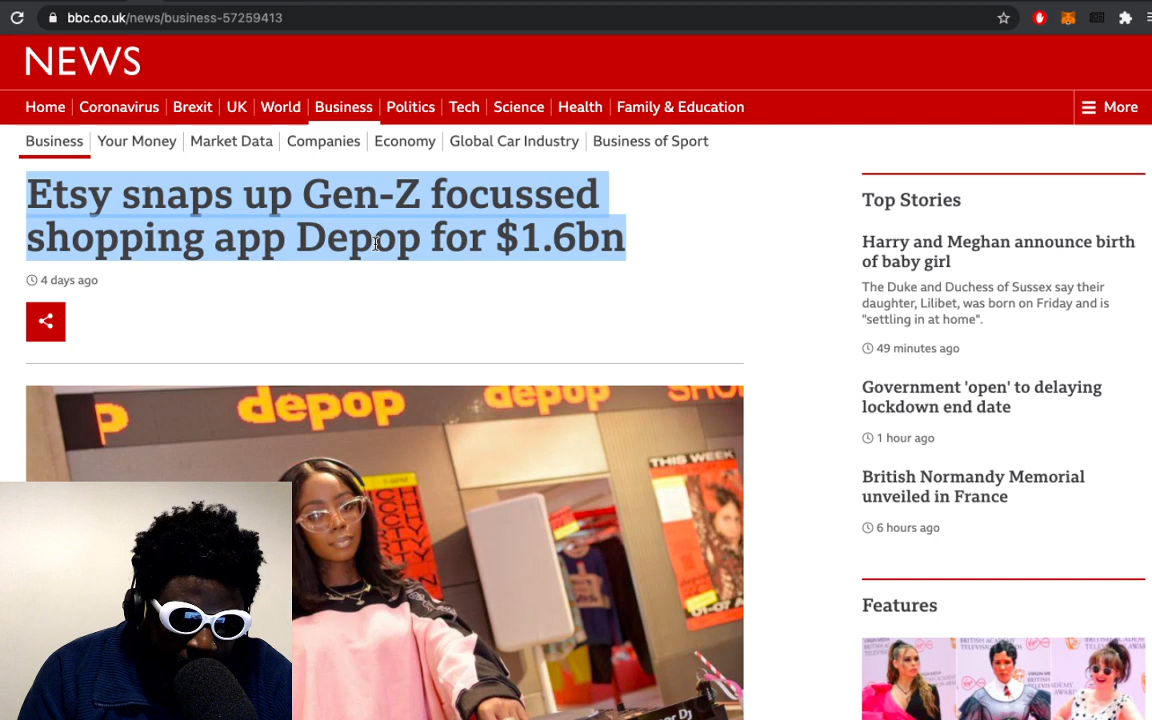 bbc.co.uk/news/business-57259413
NEWS
Home Coronavirus Brexit UK World Business Politics Tech Science Health Family & Education More
Business Your Money Market Data Companies Economy Global Car Industry Business of Sport
Etsy snaps up Gen-Z focussed
shopping app Depop for $1.6bn
4 days ago
depop
depop
SHO
THIS WEEK
Top Stories
Harry and Meghan announce birth
of baby girl
The Duke and Duchess of Sussex say their
daughter, Lilibet, was born on Friday and is
"settling in at home".
49 minutes ago
Government 'open' to delaying
lockdown end date
1 hour ago
British Normandy Memorial
unveiled in France
6 hours ago
Features